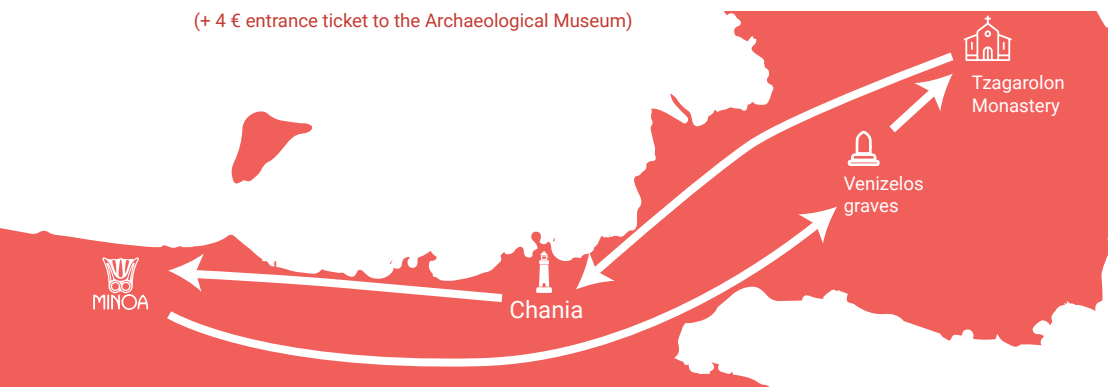 (+ 4 € entrance ticket to the Archaeological Museum)
Tzagarolon
Monastery
Venizelos
graves
MINOA
Chania